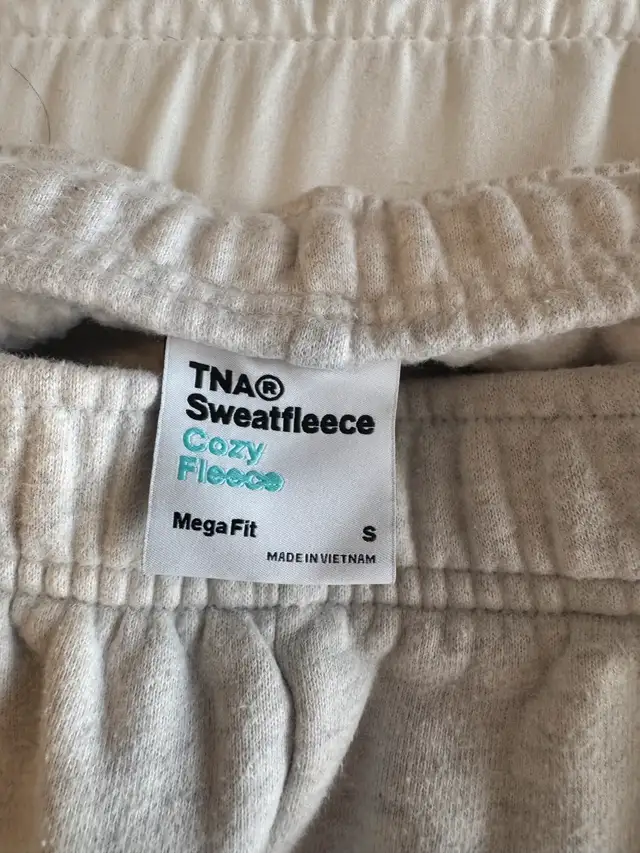 TNA®
Sweatfleece
Cozy
Fleece
Mega Fit S
MADE IN VIETNAM